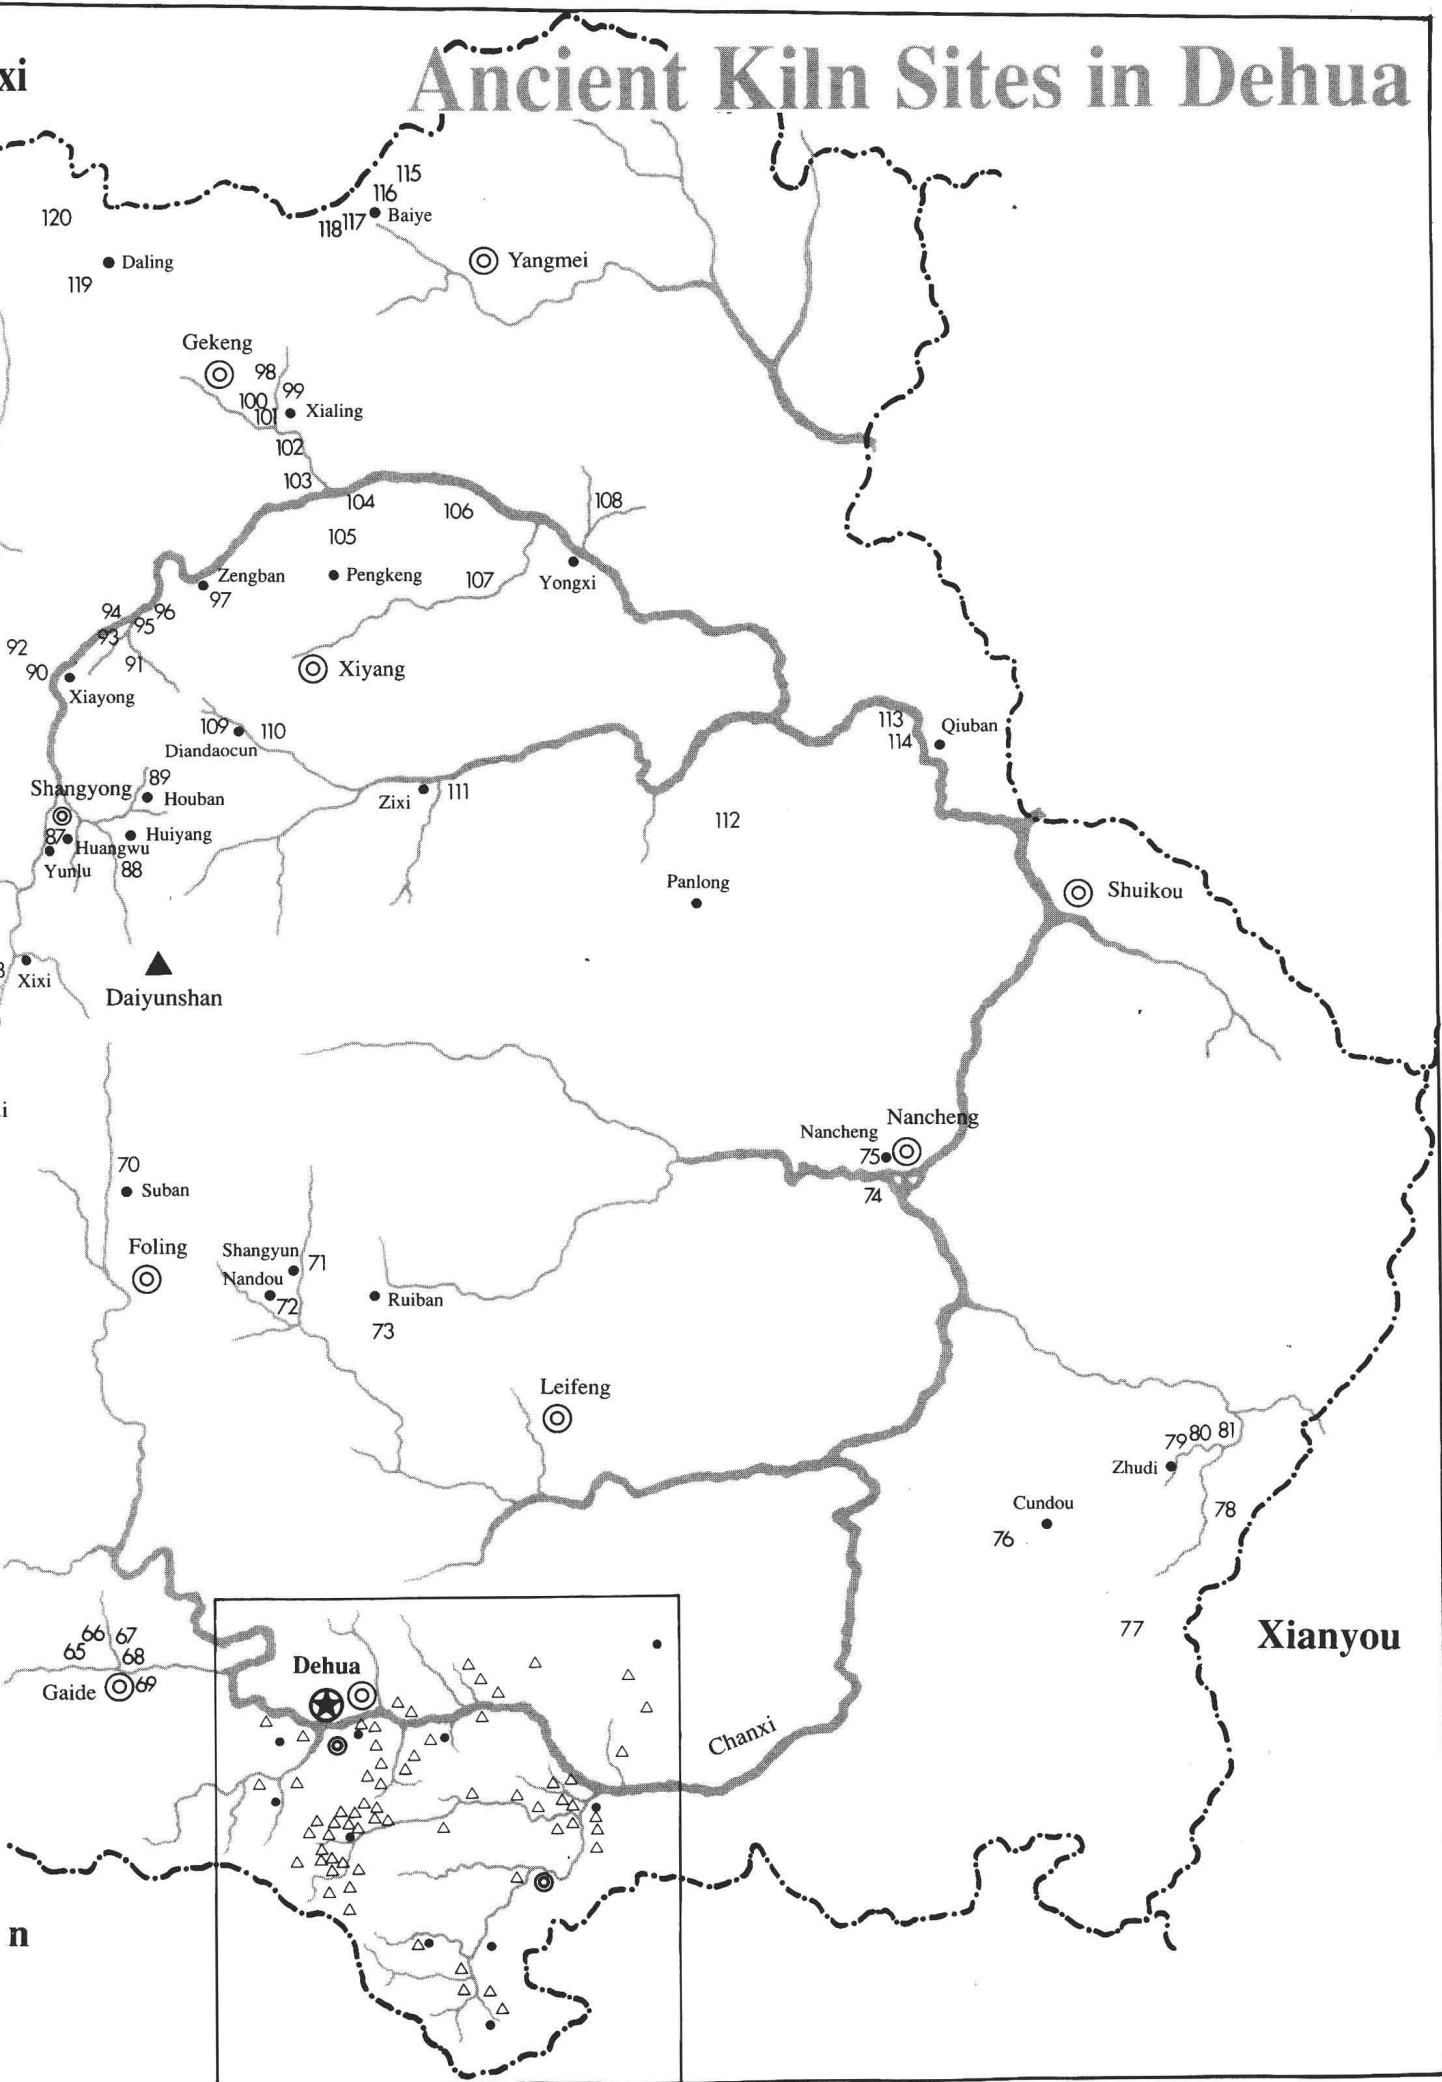 xi
Ancient Kiln Sites in Dehua
115
116
120
118 117 Baiye
Daling
Yangmei
119
Gekeng
98
99
100
101
Xialing
102
103
104
106
108
105
Zengban
Pengkeng
107
Yongxi
97
94
96
93
95
92
91
90
Xiyang
Xiayong
109
110
113
114
Qiuban
Diandaocun
89
Shangyong
Houban
Zixi
111
112
87
Huangwu
Huiyang
Yunlu
88
Panlong
Shuikou
Xixi
Daiyunshan
i
Nancheng
Nancheng
75
70
Suban
74
Foling
Shangyun
71
Nandou
72
Ruiban
73
Leifeng
79 80 81
Zhudi
Cundou
76
78
66 67
65
68
Gaide
69
77
Xianyou
Dehua
Chanxi
n